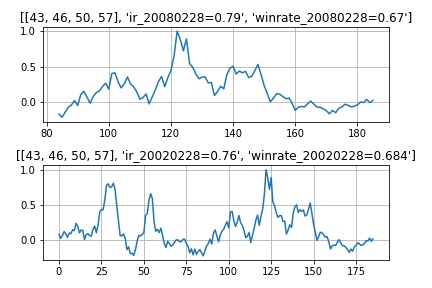 [[43, 46, 50, 57], 'ir_20080228=0.79', 'winrate_20080228=0.67']
1.0
0.5
0.0
80 100 120 140 160 180
[[43, 46, 50, 57], 'ir_20020228=0.76', 'winrate_20020228=0.684']
1.0
0.5
0.0
0 25 50 75 100 125 150 175